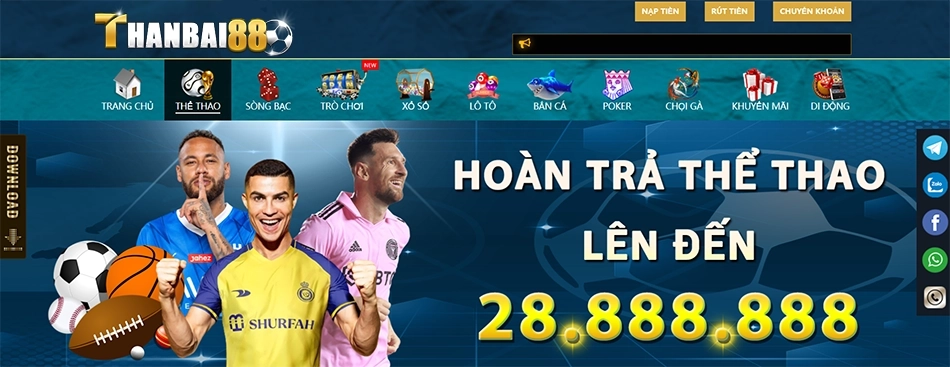 NẠP TIỀN
RÚT TIỀN
CHUYỂN KHOẢN
THANBAI88
TRANG CHỦ
THỂ THAO
SÒNG BẠC
NEW
TRÒ CHƠI
XỔ SỐ
LÔ TÔ
BẮN CÁ
POKER
CHỌI GÀ
KHUYẾN MÃI
DI ĐỘNG
DOWNLOAD
HOÀN TRẢ THỂ THAO
LÊN ĐẾN
28.888.888
jahez
SHURFAH
Zalo